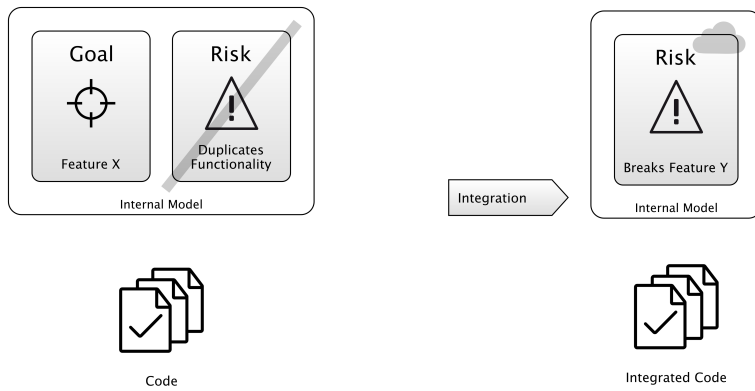 Goal
Feature X
Risk
Duplicates
Functionality
Internal Model
Code
Integration
Risk
Breaks Feature Y
Internal Model
Integrated Code